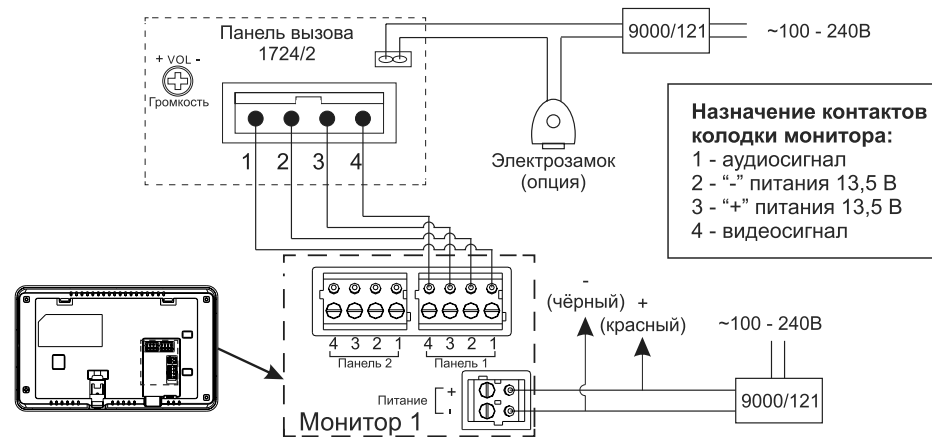 Панель вызова
1724/2
+ VOL -
Громкость
1 2 3 4
9000/121
~100 - 240В
Электрозамок
(опция)
Назначение контактов
колодки монитора:
1 - аудиосигнал
2 - “-” питания 13,5 В
3 - “+” питания 13,5 В
4 - видеосигнал
4 3 2 1 4 3 2 1
Панель 2 Панель 1
-
(чёрный) +
(красный)
~100 - 240В
Питание + -
9000/121
Монитор 1